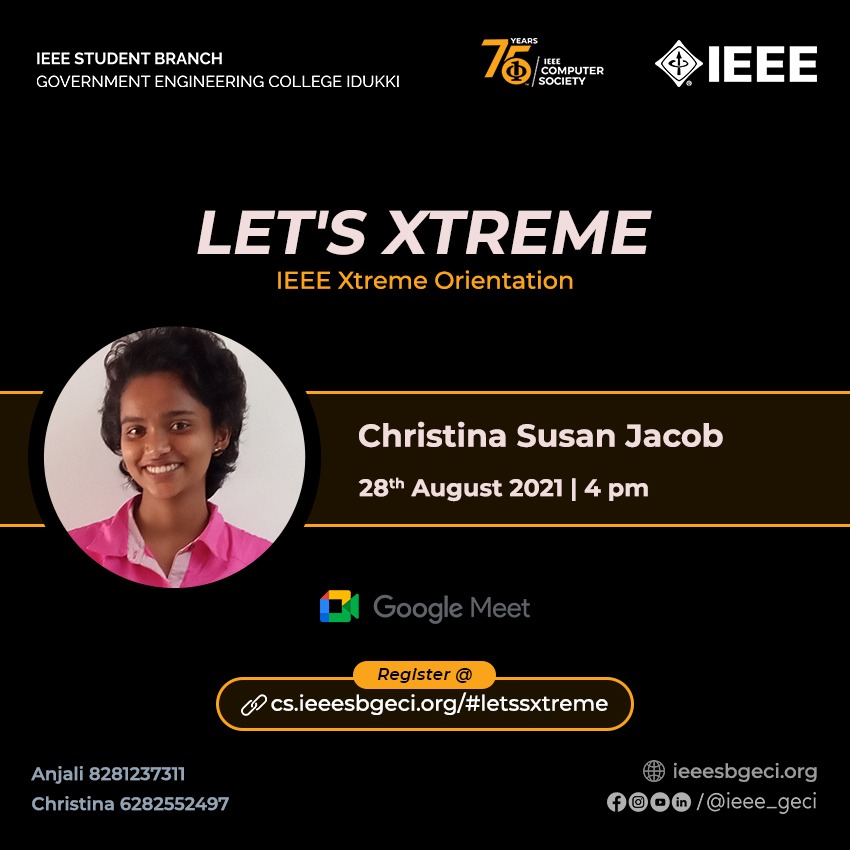 IEEE STUDENT BRANCH
GOVERNMENT ENGINEERING COLLEGE IDUKKI
75 YEARS
IEEE
COMPUTER
SOCIETY
IEEE
LET'S XTREME
IEEE Xtreme Orientation
Christina Susan Jacob
28th August 2021 | 4 pm
Google Meet
Register @
cs.ieeesbgeci.org/#letssxtreme
Anjali 8281237311
Christina 6282552497
ieeesbgeci.org
/@ieee_geci